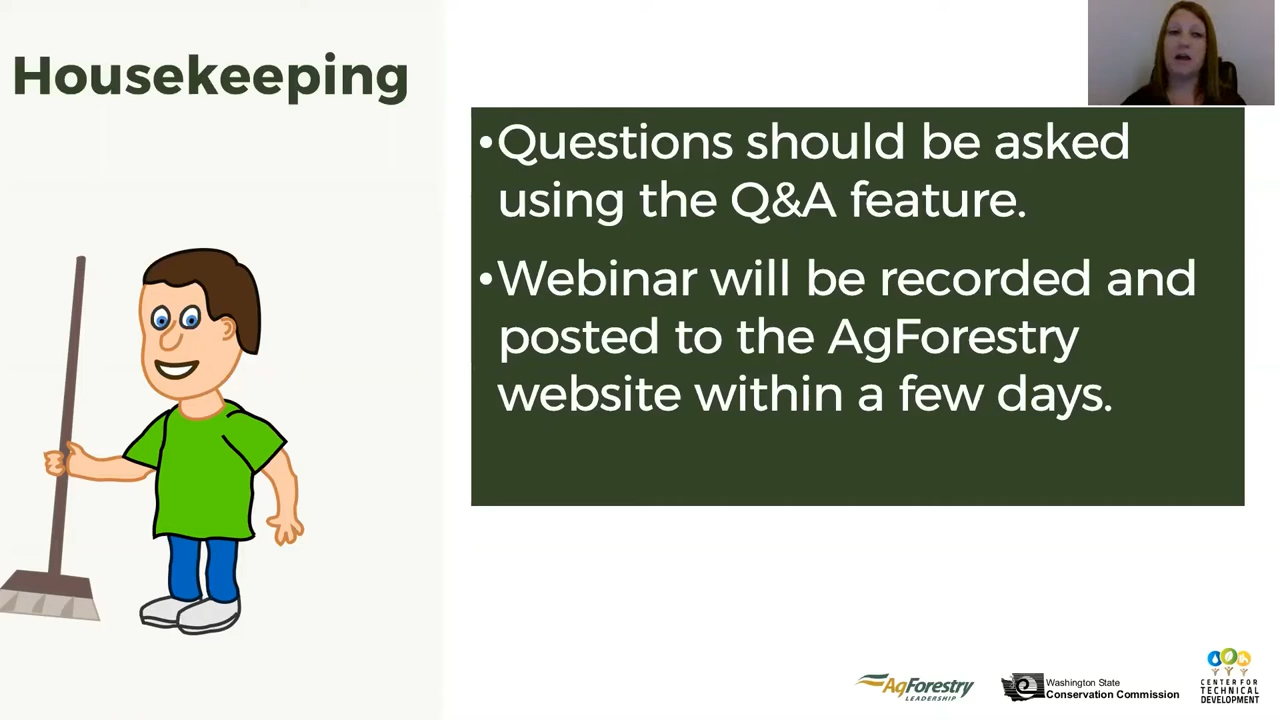 Housekeeping
•Questions should be asked
using the Q&A feature.
•Webinar will be recorded and
posted to the AgForestry
website within a few days.
AgForestry
LEADERSHIP
Washington State
Conservation Commission
CENTER FOR
TECHNICAL
DEVELOPMENT